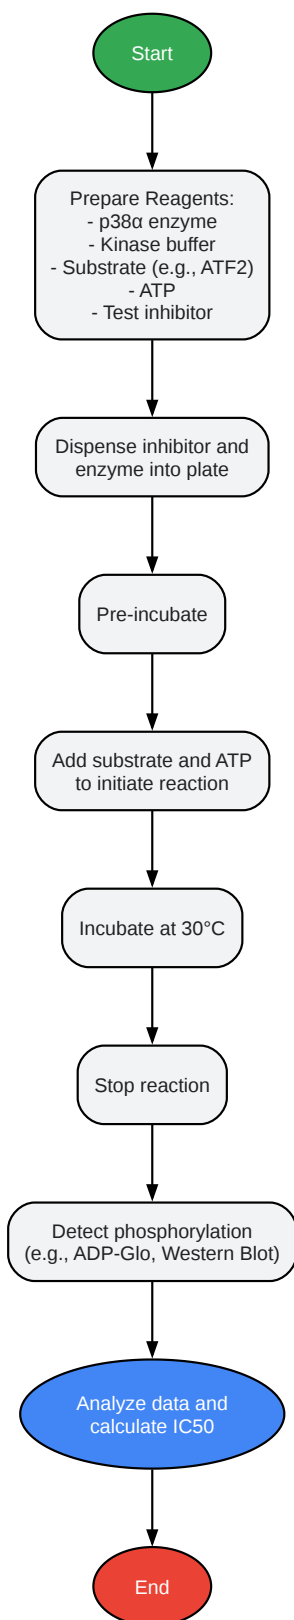 Start
Prepare Reagents:
- p38α enzyme
- Kinase buffer
- Substrate (e.g., ATF2)
- ATP
- Test inhibitor
Dispense inhibitor and
enzyme into plate
Pre-incubate
Add substrate and ATP
to initiate reaction
Incubate at 30°C
Stop reaction
Detect phosphorylation
(e.g., ADP-Glo, Western Blot)
Analyze data and
calculate IC50
End